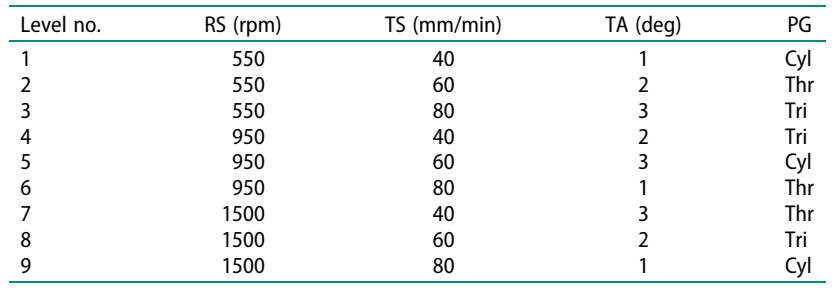 Level no. RS (rpm) TS (mm/min) TA (deg) PG
1 550 40 1 Cyl
2 550 60 2 Thr
3 550 80 3 Tri
4 950 40 2 Tri
5 950 60 3 Cyl
6 950 80 1 Thr
7 1500 40 3 Thr
8 1500 60 2 Tri
9 1500 80 1 Cyl